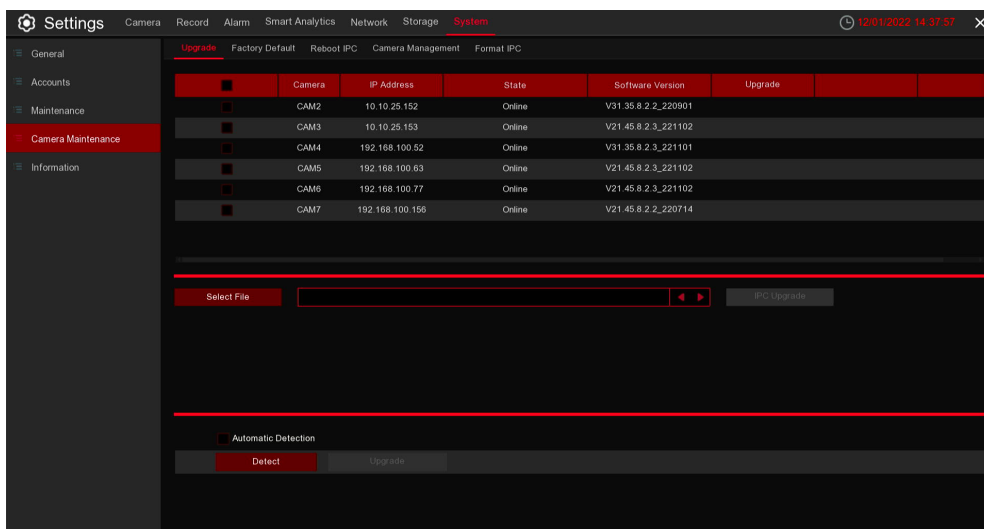 Settings Camera Record Alarm Smart Analytics Network Storage System 12/01/2022 14:37:57
General
Accounts
Maintenance
Camera Maintenance
Information
Upgrade Factory Default Reboot IPC Camera Management Format IPC
Camera IP Address State Software Version Upgrade
CAM2 10.10.25.152 Online V31.35.8.2.2_220901
CAM3 10.10.25.153 Online V21.45.8.2.3_221102
CAM4 192.168.100.52 Online V31.35.8.2.3_221101
CAM5 192.168.100.63 Online V21.45.8.2.3_221102
CAM6 192.168.100.77 Online V21.45.8.2.3_221102
CAM7 192.168.100.156 Online V21.45.8.2.2_220714
Select File IPC Upgrade
Automatic Detection
Detect Upgrade